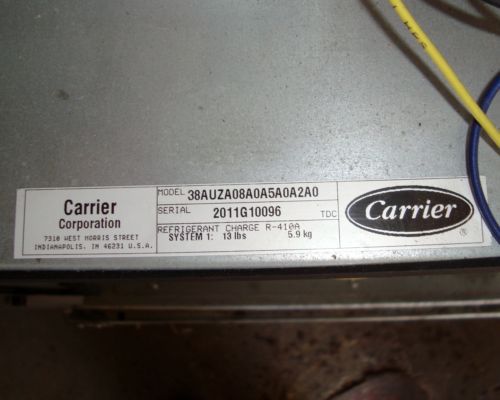 Carrier
Corporation
7310 WEST MORRIS STREET
INDIANAPOLIS, IN 46231 U.S.A.
MODEL 38AUZA08A0A5A0A2A0
SERIAL 2011G10096 TDC
REFRIGERANT CHARGE R-410A
SYSTEM 1: 13 lbs 5.9 kg
Carrier
®